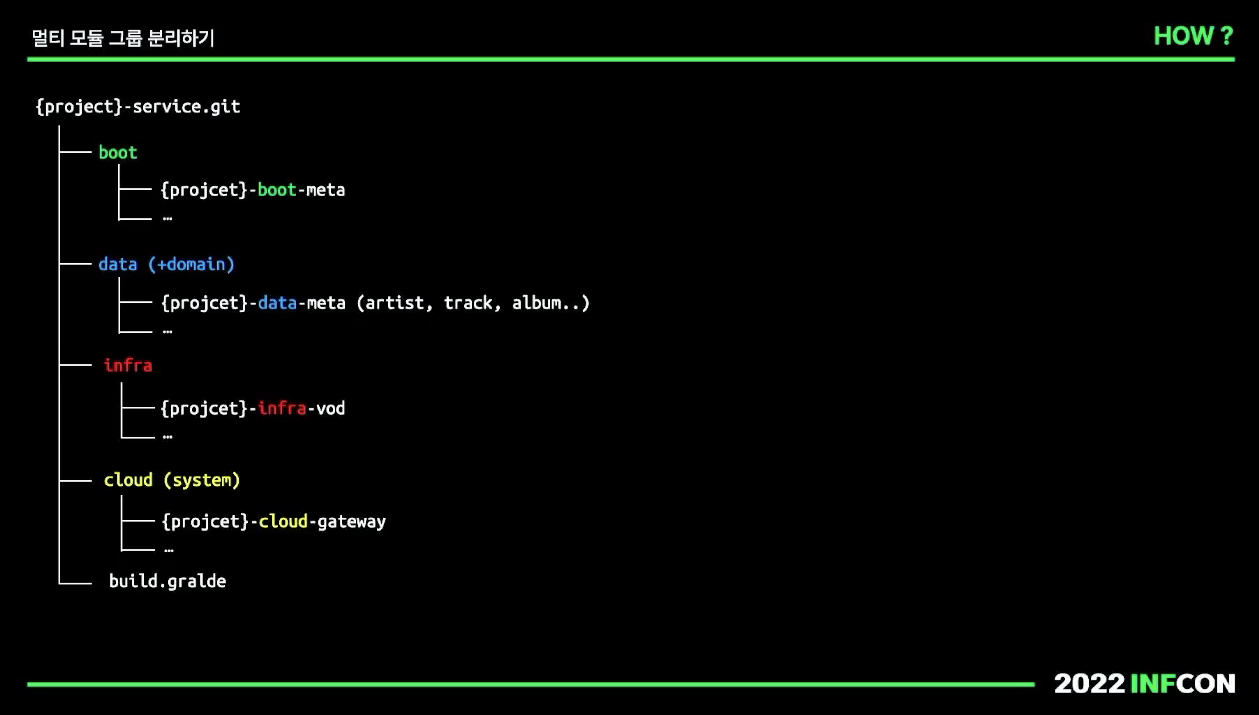 멀티 모듈 그룹 분리하기
HOW ?
{project}-service.git
boot
{projcet}-boot-meta
…
data (+domain)
{projcet}-data-meta (artist, track, album..)
…
infra
{projcet}-infra-vod
…
cloud (system)
{projcet}-cloud-gateway
…
build.gralde
2022 INFCON